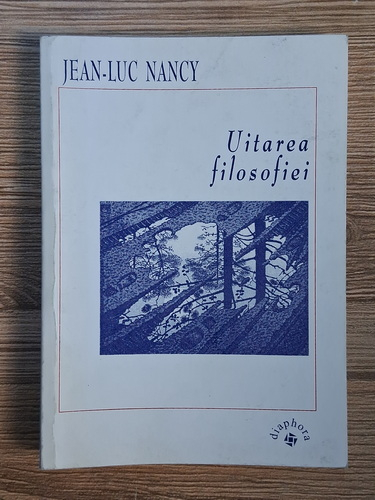 JEAN-LUC NANCY
Uitarea
filosofiei
diaphora